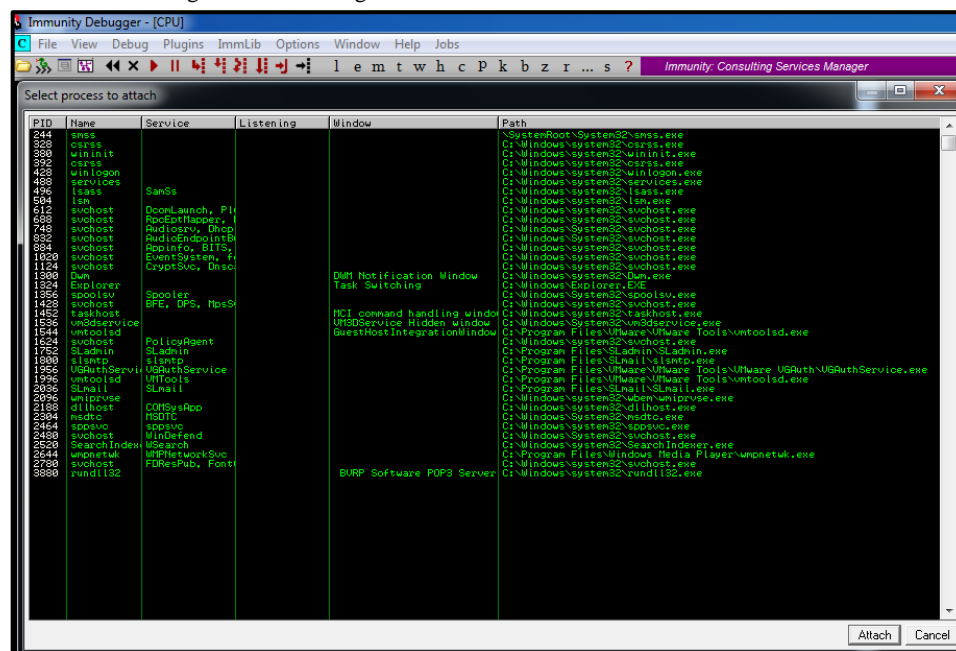 Immunity Debugger - [CPU]
C File View Debug Plugins ImmLib Options Window Help Jobs
l e m t w h c P k b z r ... s ? Immunity: Consulting Services Manager
Select process to attach
PID Name Service Listening Window Path
244 smss \SystemRoot\System32\smss.exe
328 csrss C:\Windows\system32\csrss.exe
380 wininit C:\Windows\system32\wininit.exe
392 csrss C:\Windows\system32\csrss.exe
428 winlogon C:\Windows\system32\winlogon.exe
488 services C:\Windows\system32\services.exe
496 lsass SamSs C:\Windows\system32\lsass.exe
504 lsm C:\Windows\system32\lsm.exe
612 svchost DcomLaunch, Pl C:\Windows\system32\svchost.exe
688 svchost RpcEptMapper, C:\Windows\system32\svchost.exe
748 svchost Audiosrv, Dhcp C:\Windows\System32\svchost.exe
832 svchost AudioEndpointB C:\Windows\System32\svchost.exe
884 svchost Appinfo, BITS, C:\Windows\system32\svchost.exe
1020 svchost EventSystem, f C:\Windows\system32\svchost.exe
1124 svchost CryptSvc, Dnsc C:\Windows\system32\svchost.exe
1300 Dwm DWM Notification Window C:\Windows\system32\Dwm.exe
1324 Explorer Task Switching C:\Windows\Explorer.EXE
1356 spoolsv Spooler C:\Windows\System32\spoolsv.exe
1428 svchost BFE, DPS, MpsS C:\Windows\system32\svchost.exe
1452 taskhost MCI command handling windo C:\Windows\system32\taskhost.exe
1536 vm3dservice VM3DService Hidden window C:\Windows\System32\vm3dservice.exe
1544 vmtoolsd GuestHostIntegrationWindow C:\Program Files\VMware\VMware Tools\vmtoolsd.exe
1624 svchost PolicyAgent C:\Windows\system32\svchost.exe
1752 SLadmin SLadmin C:\Program Files\SLadmin\SLadmin.exe
1800 slsmtp slsmtp C:\Program Files\SLmail\slsmtp.exe
1956 VGAuthServi VGAuthService C:\Program Files\VMware\VMware Tools\VMware VGAuth\VGAuthService.exe
1996 vmtoolsd VMTools C:\Program Files\VMware\VMware Tools\vmtoolsd.exe
2036 SLmail SLmail C:\Program Files\SLmail\SLmail.exe
2096 wmiprvse C:\Windows\system32\wbem\wmiprvse.exe
2188 dllhost COMSysApp C:\Windows\system32\dllhost.exe
2304 msdtc MSDTC C:\Windows\System32\msdtc.exe
2464 sppsvc sppsvc C:\Windows\system32\sppsvc.exe
2480 svchost WinDefend C:\Windows\System32\svchost.exe
2520 SearchIndex WSearch C:\Windows\system32\SearchIndexer.exe
2644 wmpnetwk WMPNetworkSvc C:\Program Files\Windows Media Player\wmpnetwk.exe
2780 svchost FDResPub, Font C:\Windows\system32\svchost.exe
3880 rundll32 BVRP Software POP3 Server C:\Windows\system32\rundll32.exe
Attach Cancel